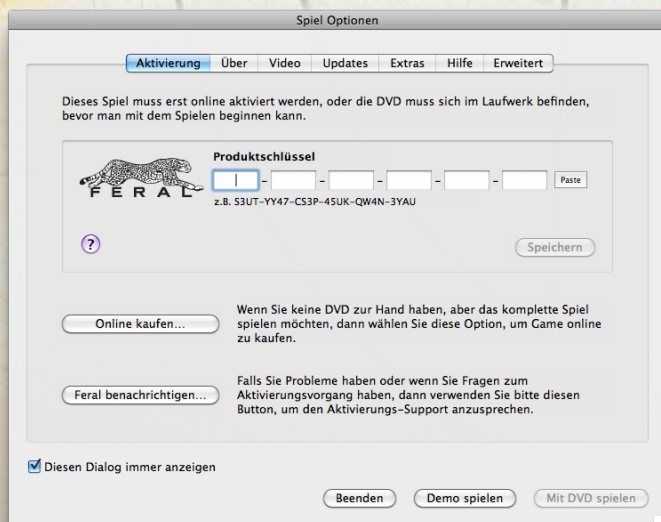 Spiel Optionen
Aktivierung Über Video Updates Extras Hilfe Erweitert
Dieses Spiel muss erst online aktiviert werden, oder die DVD muss sich im Laufwerk befinden,
bevor man mit dem Spielen beginnen kann.
FERAL
Produktschlüssel
- - - - - Paste
z.B. S3UT-YY47-CS3P-45UK-QW4N-3YAU
?
Speichern
Online kaufen...
Wenn Sie keine DVD zur Hand haben, aber das komplette Spiel
spielen möchten, dann wählen Sie diese Option, um Game online
zu kaufen.
Feral benachrichtigen...
Falls Sie Probleme haben oder wenn Sie Fragen zum
Aktivierungsvorgang haben, dann verwenden Sie bitte diesen
Button, um den Aktivierungs-Support anzusprechen.
Diesen Dialog immer anzeigen
Beenden Demo spielen Mit DVD spielen